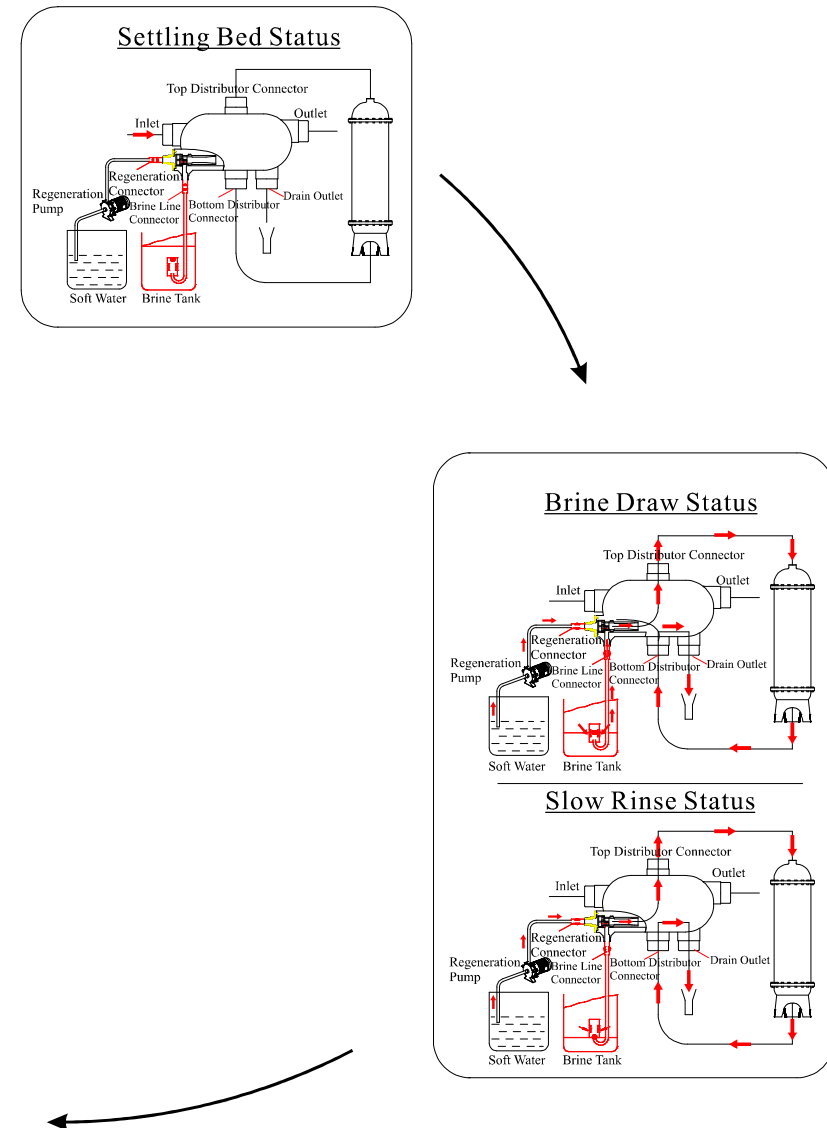 Settling Bed Status
Top Distributor Connector
Outlet
Inlet
Regeneration
Connector
Regeneration
Pump
Brine Line
Connector
Bottom Distributor
Connector
Drain Outlet
Soft Water
Brine Tank
Brine Draw Status
Top Distributor Connector
Outlet
Inlet
Regeneration
Connector
Regeneration
Pump
Brine Line
Connector
Bottom Distributor
Connector
Drain Outlet
Soft Water
Brine Tank
Slow Rinse Status
Top Distributor Connector
Outlet
Inlet
Regeneration
Connector
Regeneration
Pump
Brine Line
Connector
Bottom Distributor
Connector
Drain Outlet
Soft Water
Brine Tank